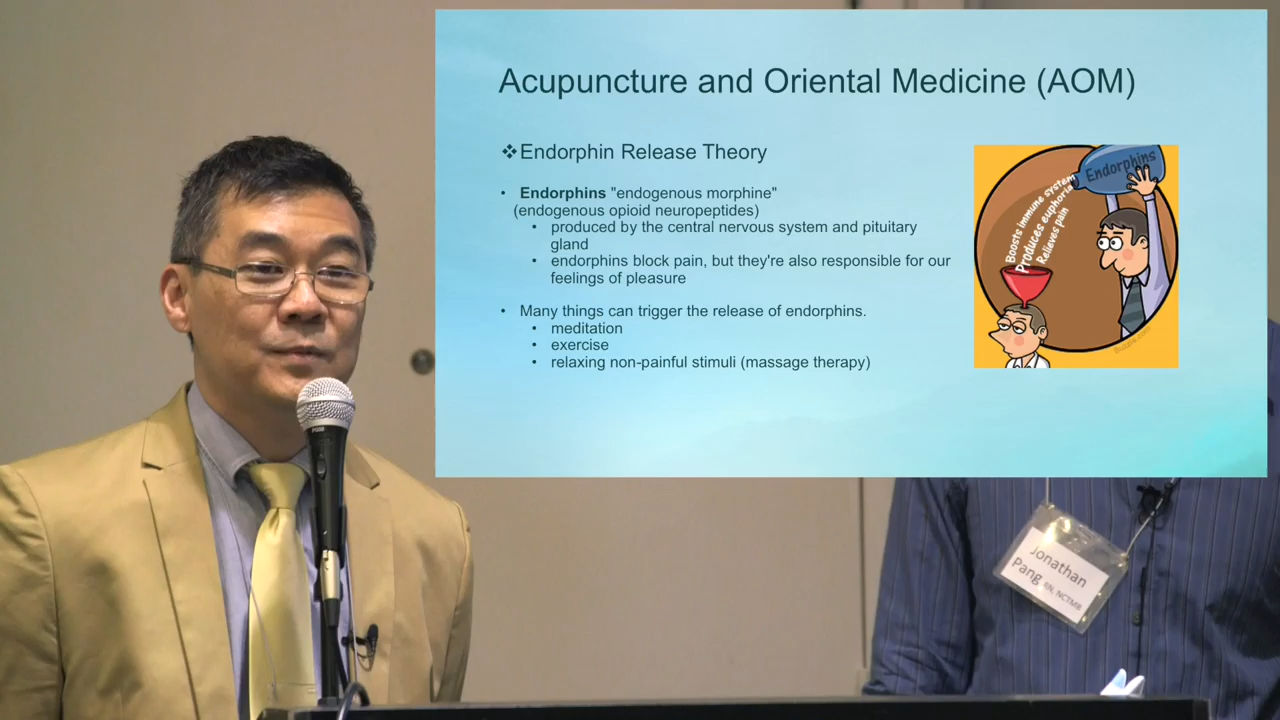 Acupuncture and Oriental Medicine (AOM)
❖Endorphin Release Theory
• Endorphins "endogenous morphine"
(endogenous opioid neuropeptides)
• produced by the central nervous system and pituitary
gland
• endorphins block pain, but they're also responsible for our
feelings of pleasure
• Many things can trigger the release of endorphins.
• meditation
• exercise
• relaxing non-painful stimuli (massage therapy)
Endorphins
Boosts immune system
Produces euphoria
Relieves pain
Jonathan
Pang RN, NCTMB